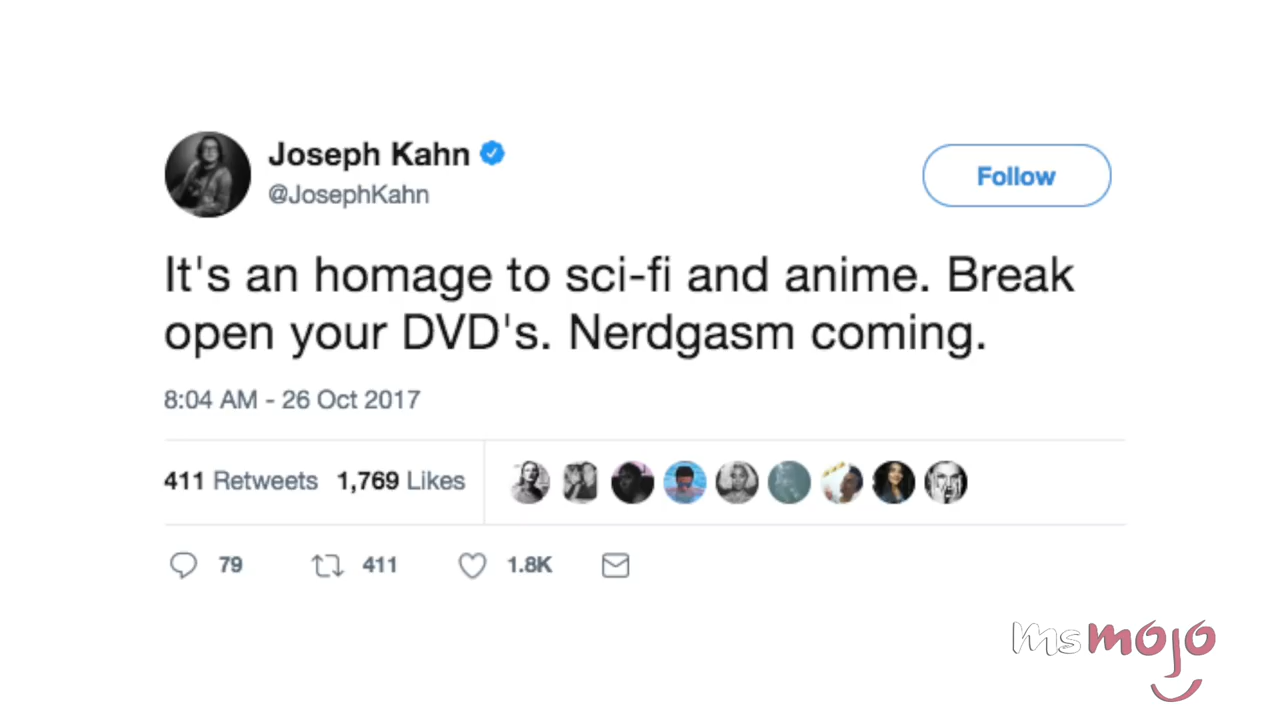 Joseph Kahn
@JosephKahn
Follow
It's an homage to sci-fi and anime. Break
open your DVD's. Nerdgasm coming.
8:04 AM - 26 Oct 2017
411 Retweets 1,769 Likes
79 411 1.8K
msmojo